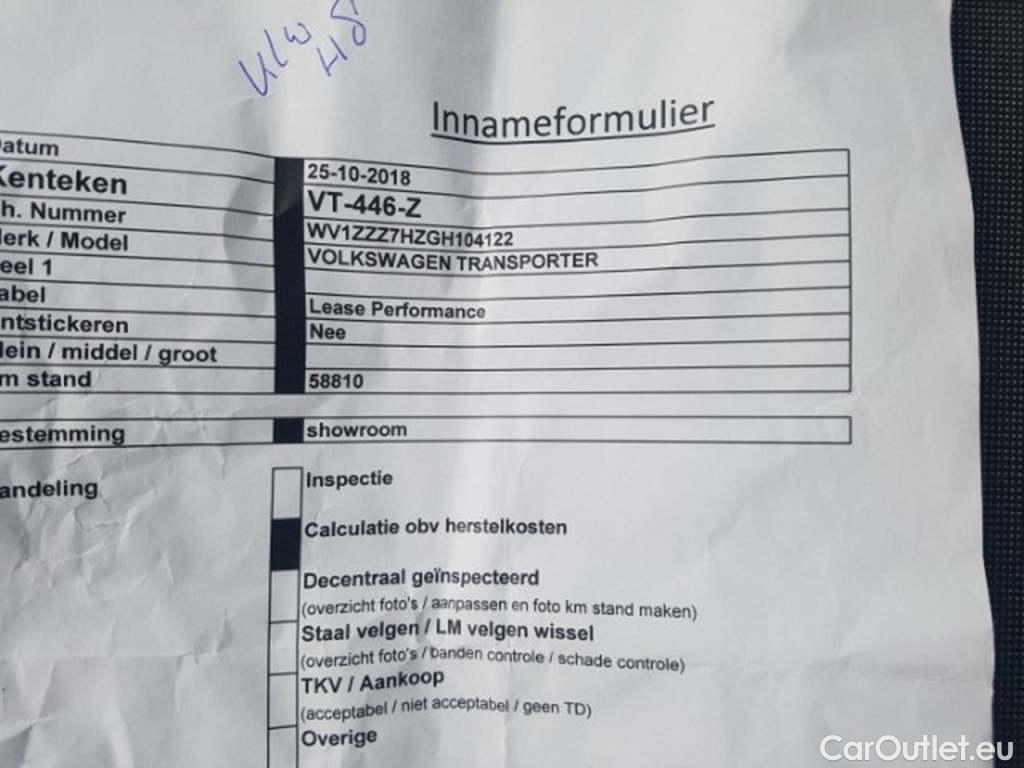 Innameformulier
atum 25-10-2018
Kenteken VT-446-Z
h. Nummer WV1ZZZ7HZGH104122
erk / Model VOLKSWAGEN TRANSPORTER
eel 1
abel Lease Performance
ntstickeren Nee
lein / middel / groot
m stand 58810
estemming showroom
andeling Inspectie
Calculatie obv herstelkosten
Decentraal geïnspecteerd
(overzicht foto's / aanpassen en foto km stand maken)
Staal velgen / LM velgen wissel
(overzicht foto's / banden controle / schade controle)
TKV / Aankoop
(acceptabel / niet acceptabel / geen TD)
Overige
CarOutlet.eu